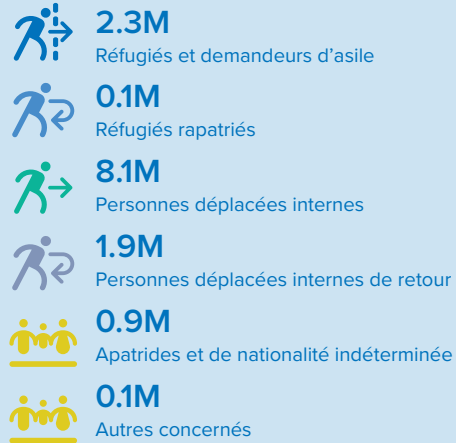 2.3M
Réfugiés et demandeurs d'asile
0.1M
Réfugiés rapatriés
8.1M
Personnes déplacées internes
1.9M
Personnes déplacées internes de retour
0.9M
Apatrides et de nationalité indéterminée
0.1M
Autres concernés